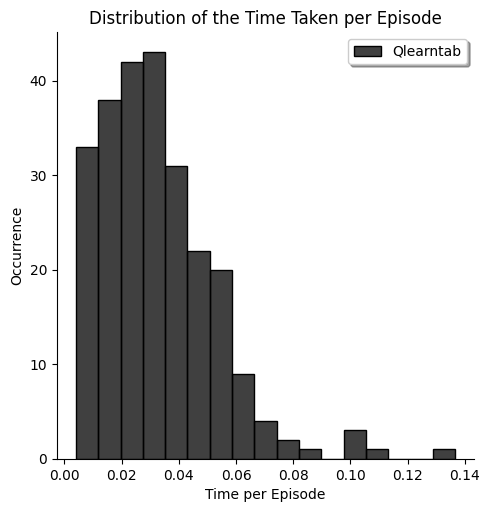 Distribution of the Time Taken per Episode
Qlearntab
Occurrence
40
30
20
10
0
0.00 0.02 0.04 0.06 0.08 0.10 0.12 0.14
Time per Episode